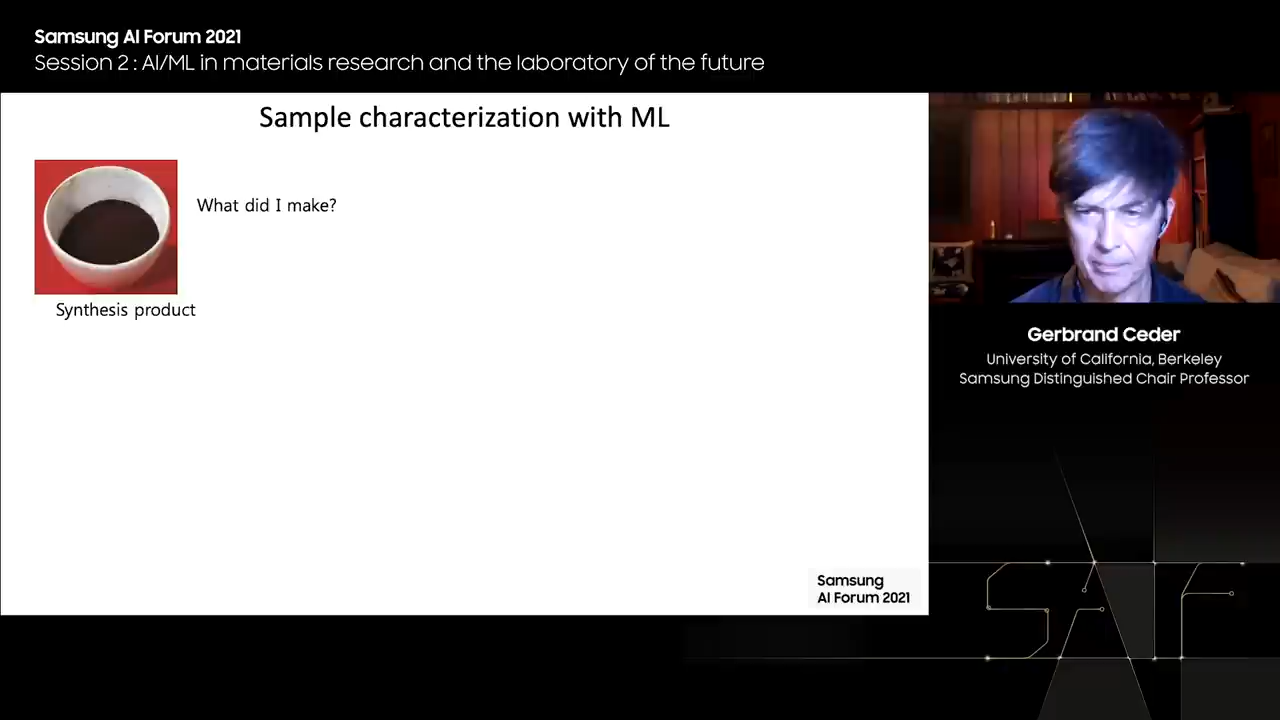 Samsung AI Forum 2021
Session 2 : AI/ML in materials research and the laboratory of the future
Sample characterization with ML
What did I make?
Synthesis product
Samsung
AI Forum 2021
Gerbrand Ceder
University of California, Berkeley
Samsung Distinguished Chair Professor
SAIF